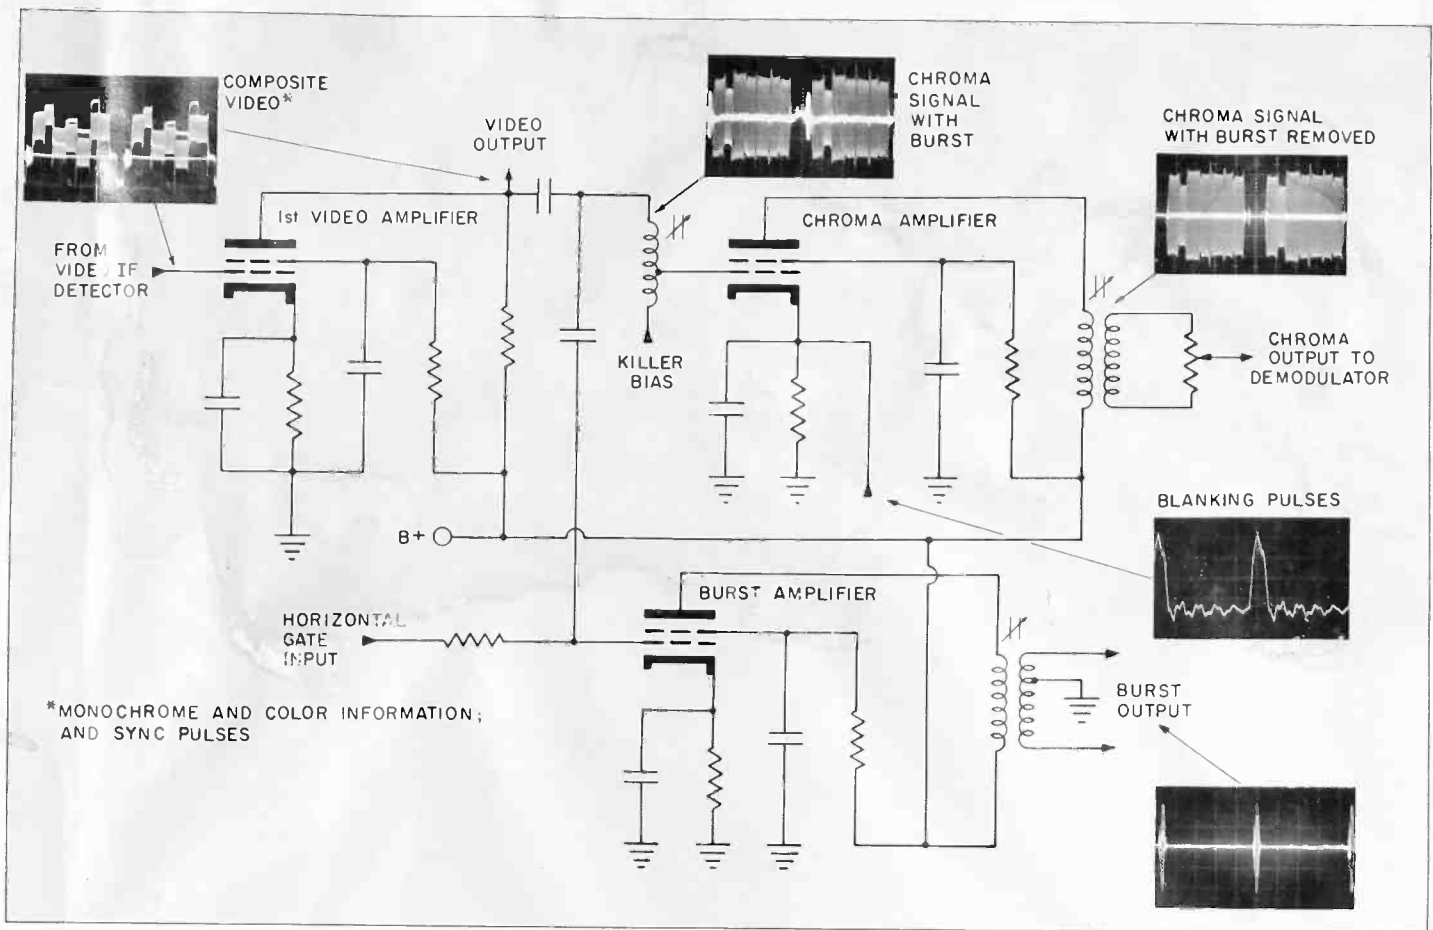 COMPOSITE
VIDEO*
VIDEO
OUTPUT
CHROMA
SIGNAL
WITH
BURST
CHROMA SIGNAL
WITH BURST REMOVED
1st VIDEO AMPLIFIER
CHROMA AMPLIFIER
FROM
VIDE IF
DETECTOR
KILLER
BIAS
CHROMA
OUTPUT TO
DEMODULATOR
BLANKING PULSES
B+
BURST AMPLIFIER
HORIZONTAL
GATE
INPUT
BURST
OUTPUT
*MONOCHROME AND COLOR INFORMATION;
AND SYNC PULSES